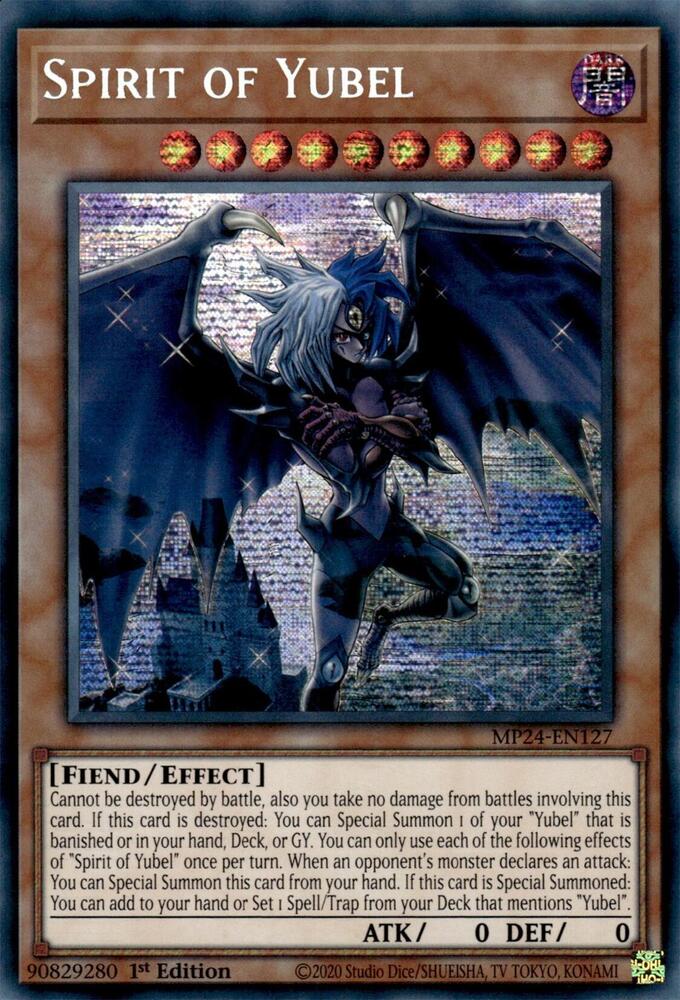 Spirit of Yubel
DARK
闇
MP24-EN127
[Fiend/Effect]
Cannot be destroyed by battle, also you take no damage from battles involving this
card. If this card is destroyed: You can Special Summon 1 of your "Yubel" that is
banished or in your hand, Deck, or GY. You can only use each of the following effects
of "Spirit of Yubel" once per turn. When an opponent's monster declares an attack:
You can Special Summon this card from your hand. If this card is Special Summoned:
You can add to your hand or Set 1 Spell/Trap from your Deck that mentions "Yubel".
ATK/ 0 DEF/ 0
90829280 1st Edition ©2020 Studio Dice/SHUEISHA, TV TOKYO, KONAMI